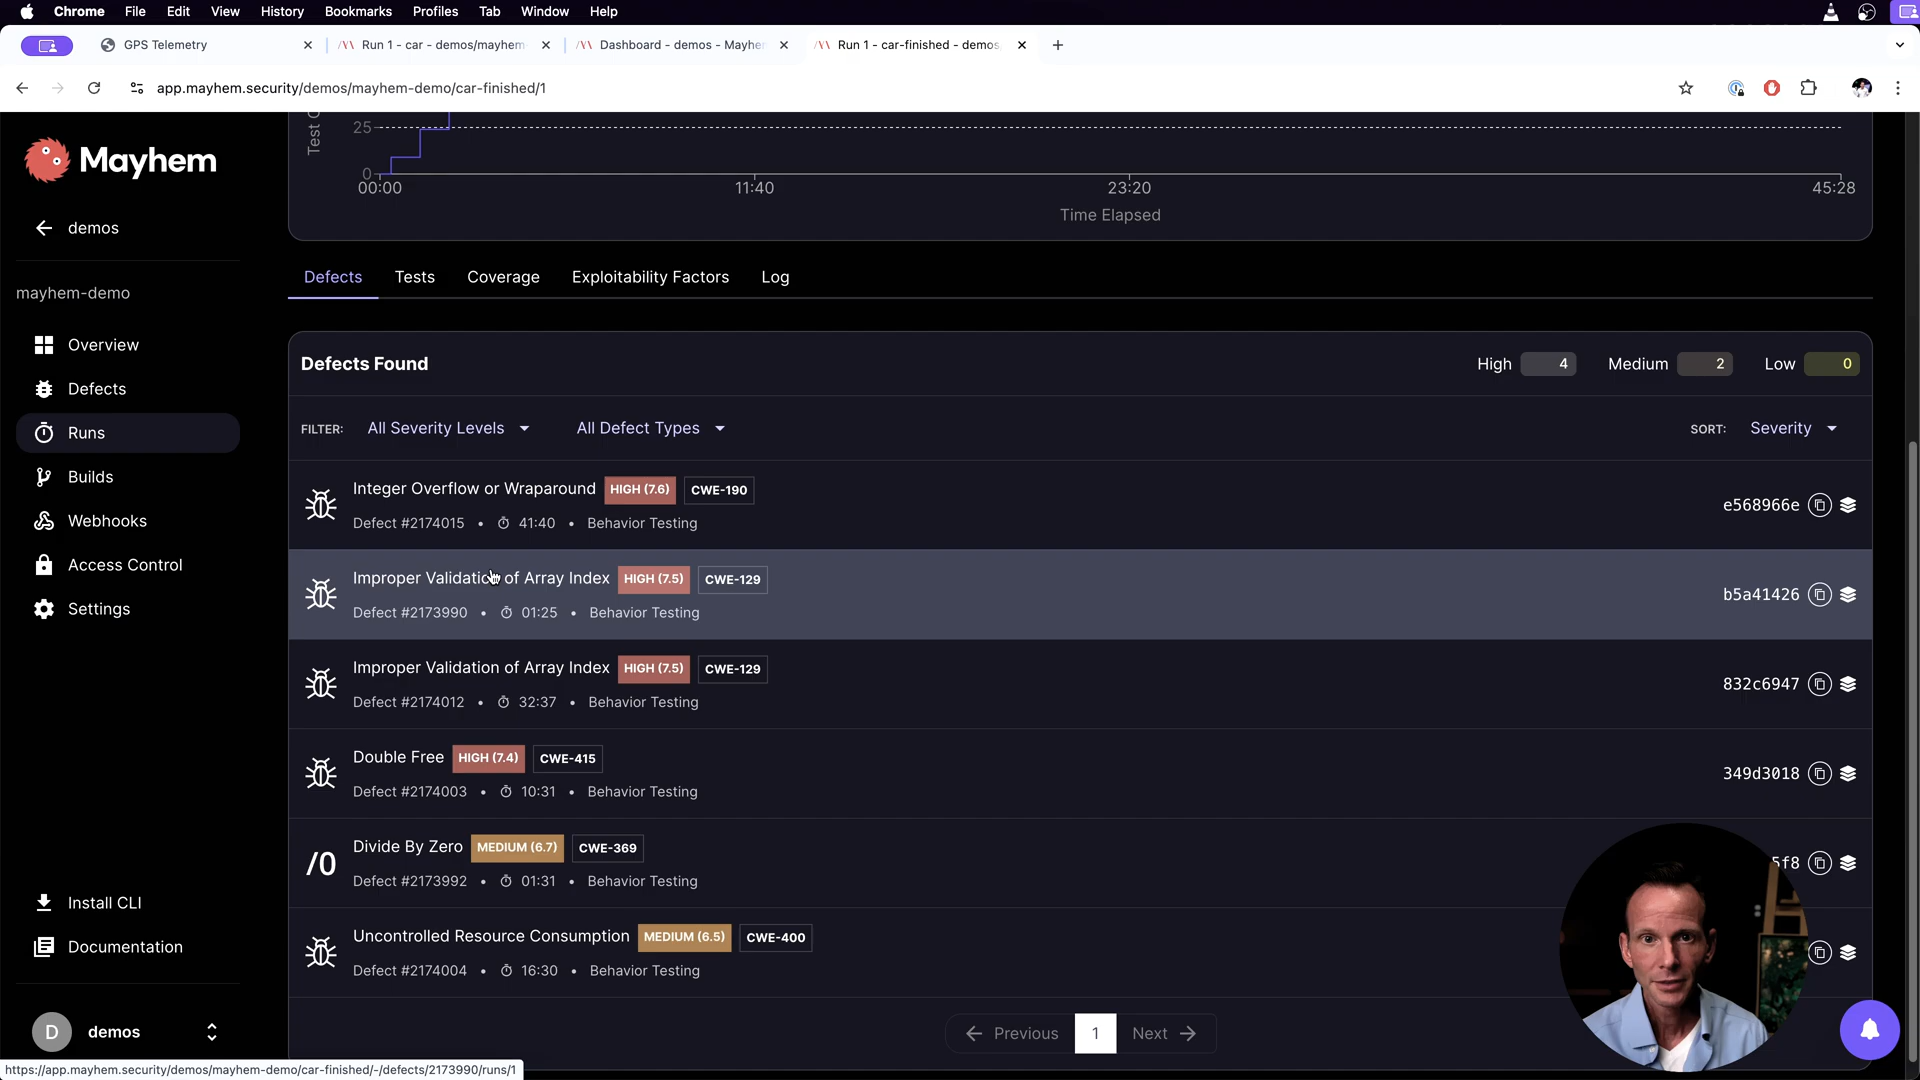 Chrome File Edit View History Bookmarks Profiles Tab Window Help
GPS Telemetry
Run 1 - car - demos/mayhem
Dashboard - demos - Mayhe
Run 1 - car-finished - demos
app.mayhem.security/demos/mayhem-demo/car-finished/1
Mayhem
demos
mayhem-demo
Overview
Defects
Runs
Builds
Webhooks
Access Control
Settings
Install CLI
Documentation
D demos
25
0
00:00 11:40 23:20 45:28
Time Elapsed
Defects Tests Coverage Exploitability Factors Log
Defects Found High 4 Medium 2 Low 0
FILTER: All Severity Levels All Defect Types SORT: Severity
Integer Overflow or Wraparound HIGH (7.6) CWE-190
Defect #2174015 • 41:40 • Behavior Testing
e568966e
Improper Validation of Array Index HIGH (7.5) CWE-129
Defect #2173990 • 01:25 • Behavior Testing
b5a41426
Improper Validation of Array Index HIGH (7.5) CWE-129
Defect #2174012 • 32:37 • Behavior Testing
832c6947
Double Free HIGH (7.4) CWE-415
Defect #2174003 • 10:31 • Behavior Testing
349d3018
/0 Divide By Zero MEDIUM (6.7) CWE-369
Defect #2173992 • 01:31 • Behavior Testing
5f8
Uncontrolled Resource Consumption MEDIUM (6.5) CWE-400
Defect #2174004 • 16:30 • Behavior Testing
Previous 1 Next
https://app.mayhem.security/demos/mayhem-demo/car-finished/-/defects/2173990/runs/1